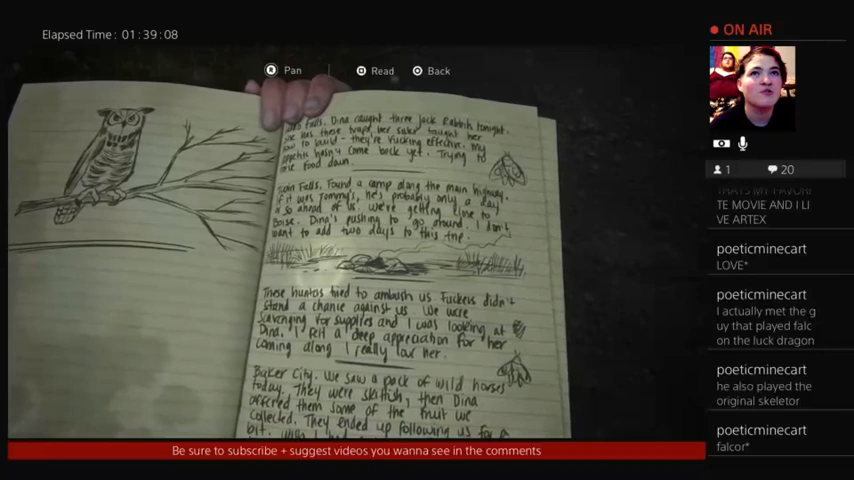 Elapsed Time : 01:39:08
Pan
Read
Back
ON AIR
1
20
Falls. Dina caught three jack Rabbits tonight.
She has these traps her sister taught her
how to build - they're fucking effective. My
appetite hasn't come back yet. Trying to
food down.
Twin Falls. Found a camp along the main highway.
If it was Tommy's, he's probably only a day
or so ahead of us. We're getting close to
Boise. Dina's pushing to go around. I don't
want to add two days to this trip.
These hunters tried to ambush us. Fuckers didn't
stand a chance against us. We were
scavenging for supplies and I was looking at
Dina. I felt a deep appreciation for her
coming along. I really love her.
Baker City. We saw a pack of wild horses
today. They were skittish, then Dina
offered them some of the fruit we
collected. They ended up following us for a
bit.
THATS MY FAVORI
TE MOVIE AND I LI
VE ARTEX
poeticminecart
LOVE*
poeticminecart
I actually met the g
uy that played falc
on the luck dragon
poeticminecart
he also played the
original skeletor
poeticminecart
falcor*
Be sure to subscribe + suggest videos you wanna see in the comments